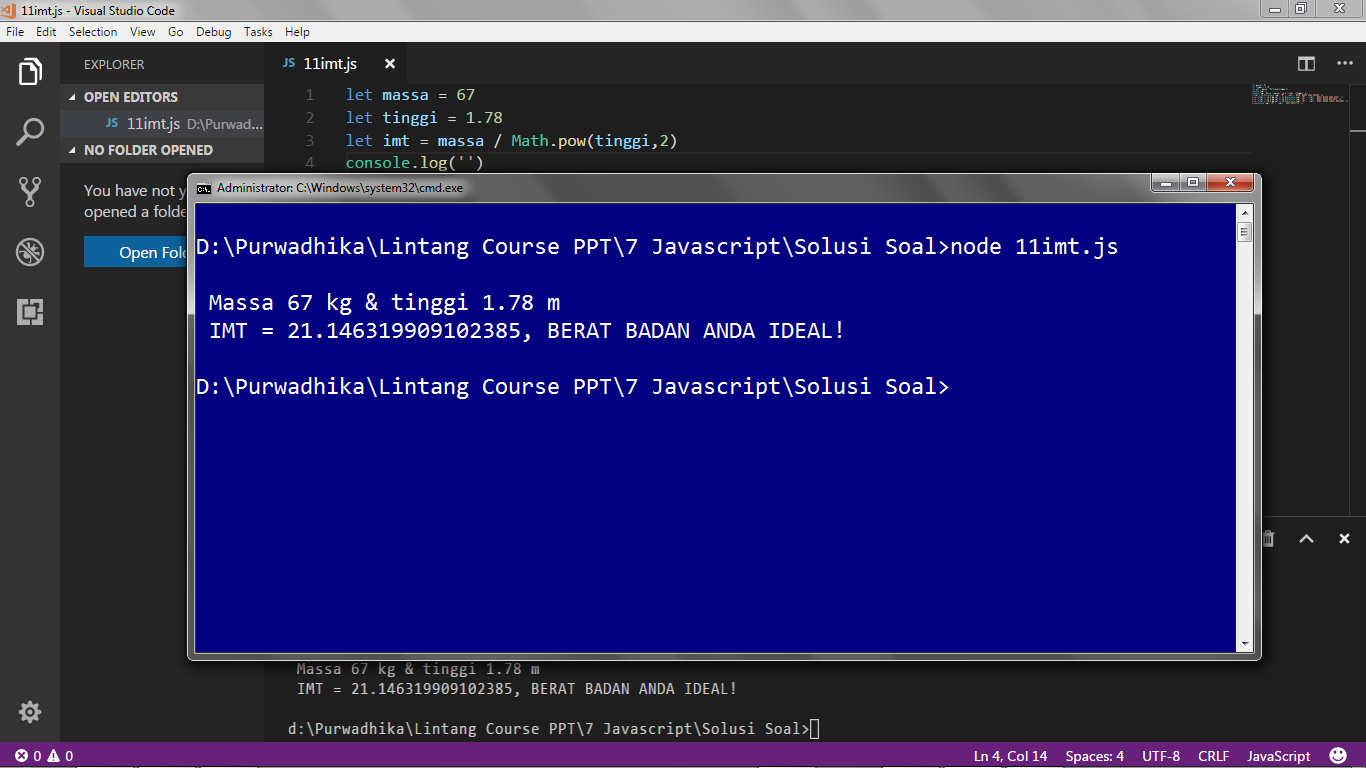 11imt.js - Visual Studio Code
File Edit Selection View Go Debug Tasks Help
EXPLORER
OPEN EDITORS
JS 11imt.js D:\Purwad...
NO FOLDER OPENED
You have not y
opened a folde
Open Fold
JS 11imt.js
1 let massa = 67
2 let tinggi = 1.78
3 let imt = massa / Math.pow(tinggi,2)
4 console.log('')
Administrator: C:\Windows\system32\cmd.exe
D:\Purwadhika\Lintang Course PPT\7 Javascript\Solusi Soal>node 11imt.js
Massa 67 kg & tinggi 1.78 m
IMT = 21.146319909102385, BERAT BADAN ANDA IDEAL!
D:\Purwadhika\Lintang Course PPT\7 Javascript\Solusi Soal>
Massa 67 kg & tinggi 1.78 m
IMT = 21.146319909102385, BERAT BADAN ANDA IDEAL!
d:\Purwadhika\Lintang Course PPT\7 Javascript\Solusi Soal>
0 0 Ln 4, Col 14 Spaces: 4 UTF-8 CRLF JavaScript